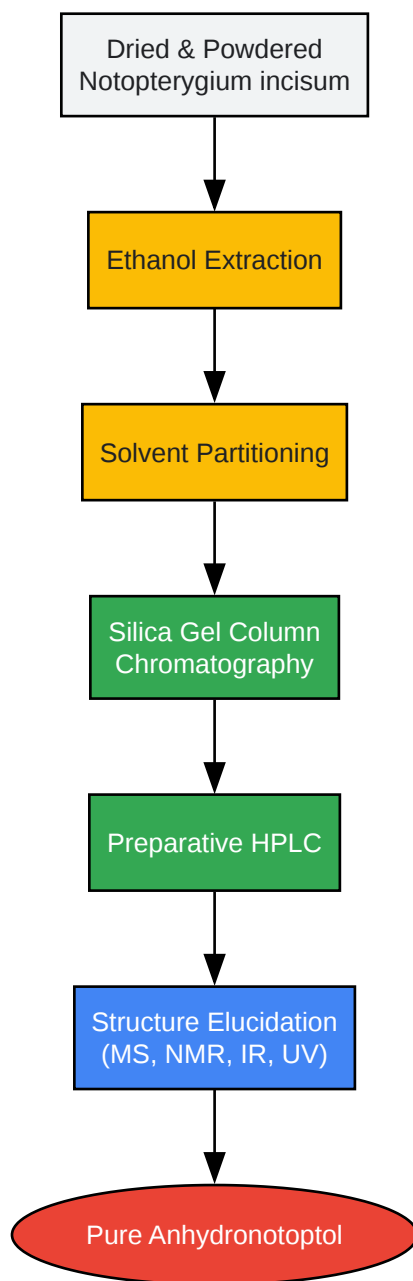 Dried & Powdered
Notopterygium incisum
Ethanol Extraction
Solvent Partitioning
Silica Gel Column
Chromatography
Preparative HPLC
Structure Elucidation
(MS, NMR, IR, UV)
Pure Anhydronotoptol